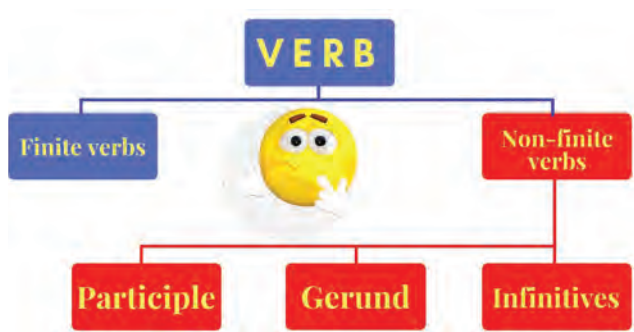 VERB
Finite verbs
Non-finite
verbs
Participle
Gerund
Infinitives